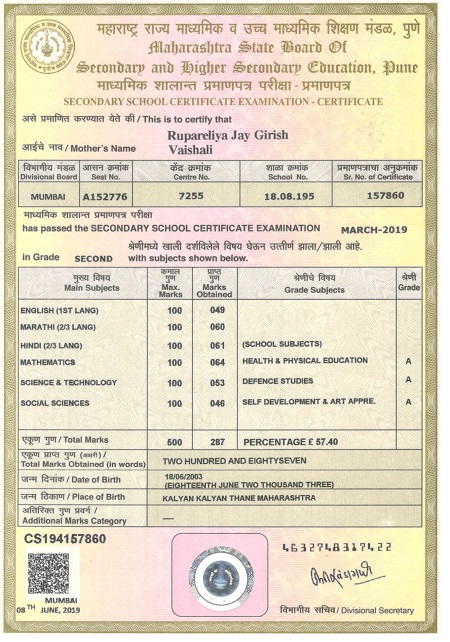 महाराष्ट्र राज्य माध्यमिक व उच्च माध्यमिक शिक्षण मंडळ, पुणे
Maharashtra State Board Of
Secondary and Higher Secondary Education, Pune
माध्यमिक शालान्त प्रमाणपत्र परीक्षा - प्रमाणपत्र
SECONDARY SCHOOL CERTIFICATE EXAMINATION - CERTIFICATE
असे प्रमाणित करण्यात येते की / This is to certify that
Rupareliya Jay Girish
आईचे नाव / Mother's Name Vaishali
विभागीय मंडळ आसन क्रमांक केंद्र क्रमांक शाळा क्रमांक प्रमाणपत्राचा अनुक्रमांक
Divisional Board Seat No. Centre No. School No. Sr. No. of Certificate
MUMBAI A152776 7255 18.08.195 157860
माध्यमिक शालान्त प्रमाणपत्र परीक्षा
has passed the SECONDARY SCHOOL CERTIFICATE EXAMINATION MARCH-2019
श्रेणीमध्ये खाली दर्शविलेले विषय घेऊन उत्तीर्ण झाला/झाली आहे.
in Grade SECOND with subjects shown below.
मुख्य विषय कमाल गुण प्राप्त गुण श्रेणीचे विषय श्रेणी
Main Subjects Max. Marks Marks Obtained Grade Subjects Grade
ENGLISH (1ST LANG) 100 049
MARATHI (2/3 LANG) 100 060
HINDI (2/3 LANG) 100 061 (SCHOOL SUBJECTS)
MATHEMATICS 100 064 HEALTH & PHYSICAL EDUCATION A
SCIENCE & TECHNOLOGY 100 053 DEFENCE STUDIES A
SOCIAL SCIENCES 100 046 SELF DEVELOPMENT & ART APPRE. A
एकूण गुण / Total Marks 500 287 PERCENTAGE £ 57.40
एकूण प्राप्त गुण (अक्षरी) /
Total Marks Obtained (in words) TWO HUNDRED AND EIGHTYSEVEN
जन्म दिनांक / Date of Birth 18/06/2003
(EIGHTEENTH JUNE TWO THOUSAND THREE)
जन्म ठिकाण / Place of Birth KALYAN KALYAN THANE MAHARASHTRA
अतिरिक्त गुण प्रवर्ग /
Additional Marks Category —
CS194157860
4632748317422
MUMBAI
08TH JUNE, 2019
विभागीय सचिव / Divisional Secretary